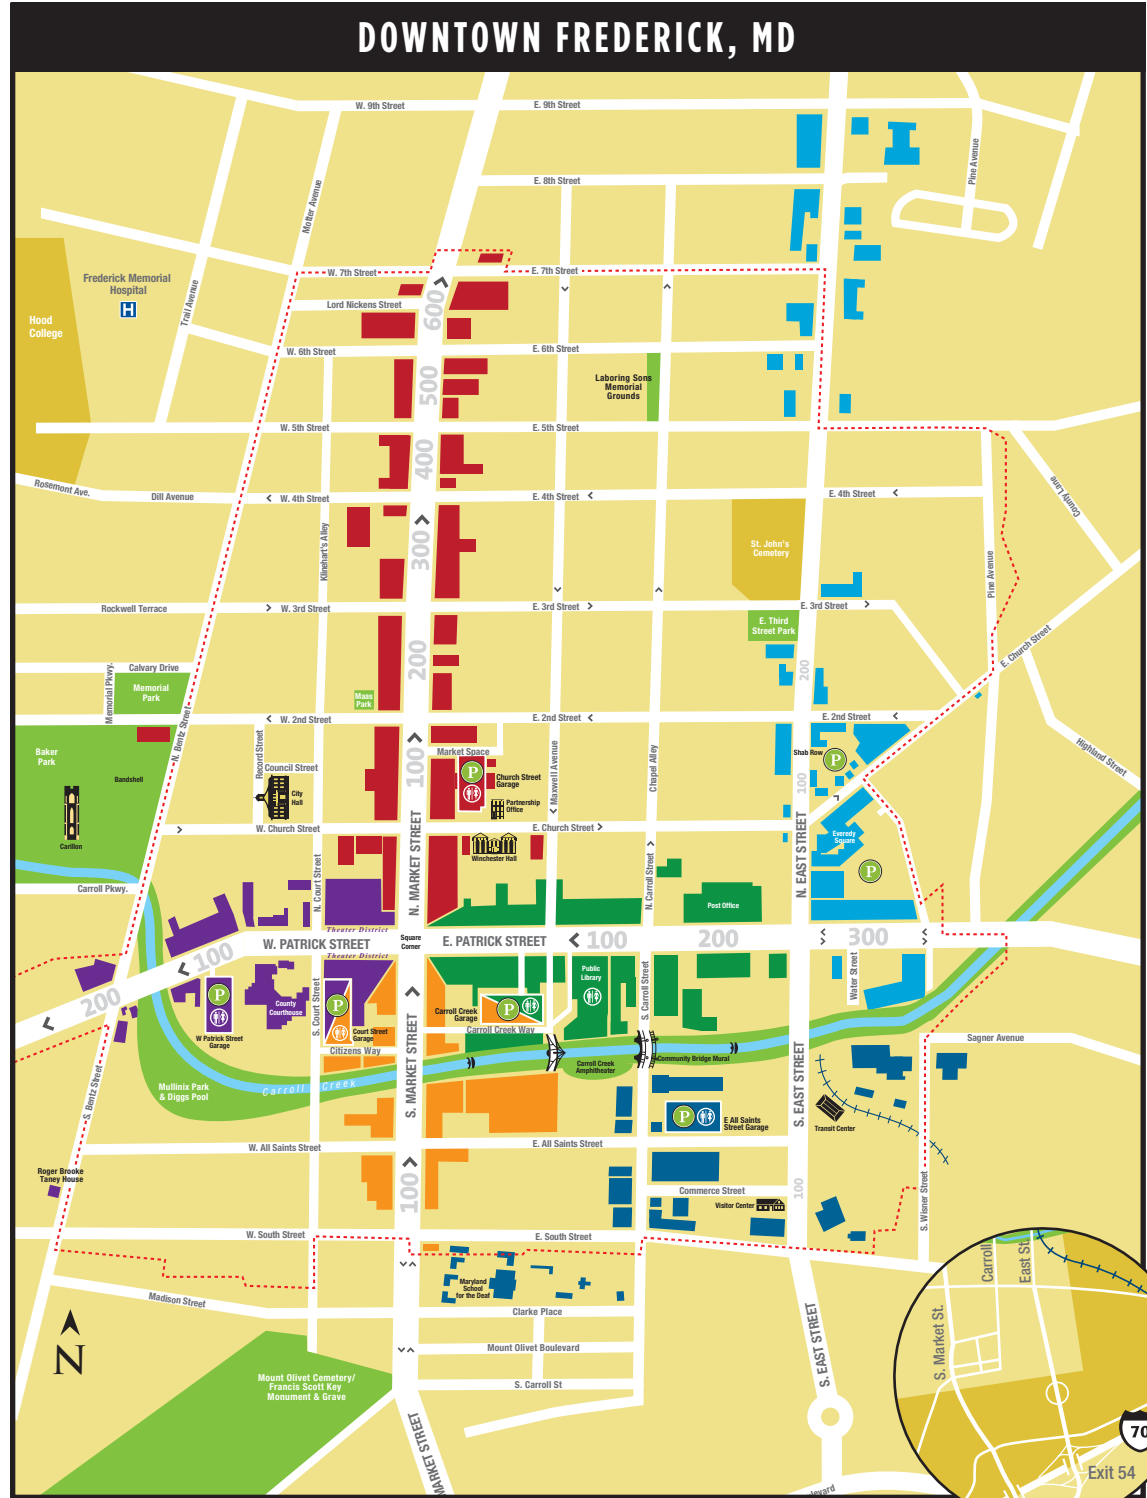 DOWNTOWN FREDERICK, MD
W. 9th Street
E. 9th Street
Pine Avenue
E. 8th Street
Motter Avenue
Trail Avenue
Frederick Memorial
Hospital
H
Hood
College
W. 7th Street
E. 7th Street
Lord Nickens Street
600
W. 6th Street
E. 6th Street
500
Laboring Sons
Memorial
Grounds
W. 5th Street
E. 5th Street
400
Rosemont Ave.
Dill Avenue
W. 4th Street
E. 4th Street
E. 4th Street
County Lane
Klinehart's Alley
300
St. John's
Cemetery
Pine Avenue
Rockwell Terrace
W. 3rd Street
E. 3rd Street
E. 3rd Street
E. Third
Street Park
E. Church Street
200
200
Calvary Drive
Memorial Pkwy.
Memorial
Park
Maas
Park
N. Bentz Street
W. 2nd Street
E. 2nd Street
E. 2nd Street
Highland Street
Baker
Park
Bandshell
Carillon
Record Street
Council Street
City
Hall
100
Market Space
P
Church Street
Garage
Partnership
Office
Maxwell Avenue
Chapel Alley
Shab Row
P
100
W. Church Street
E. Church Street
Winchester Hall
Everedy
Square
P
Carroll Pkwy.
N. Court Street
N. MARKET STREET
N. Carroll Street
Post Office
N. EAST STREET
Theater District
W. PATRICK STREET
Square
Corner
E. PATRICK STREET
100
200
300
Theater District
100
200
P
W Patrick Street
Garage
County
Courthouse
S. Court Street
P
Court Street
Garage
Citizens Way
Carroll Creek
Garage
P
Carroll Creek Way
Public
Library
S. Carroll Street
Water Street
S. MARKET STREET
Carroll Creek
Amphitheater
Community Bridge Mural
Sagner Avenue
Mullinix Park
& Diggs Pool
Carroll Creek
S. Bentz Street
S. EAST STREET
Transit Center
P
E All Saints
Street Garage
W. All Saints Street
E. All Saints Street
Roger Brooke
Taney House
100
Commerce Street
Visitor Center
100
S. Wisner Street
W. South Street
E. South Street
Maryland
School
for the Deaf
Madison Street
Clarke Place
N
Mount Olivet Boulevard
Mount Olivet Cemetery/
Francis Scott Key
Monument & Grave
S. Carroll St
S. EAST STREET
MARKET STREET
Carroll
East St.
S. Market St.
70
Exit 54
levard